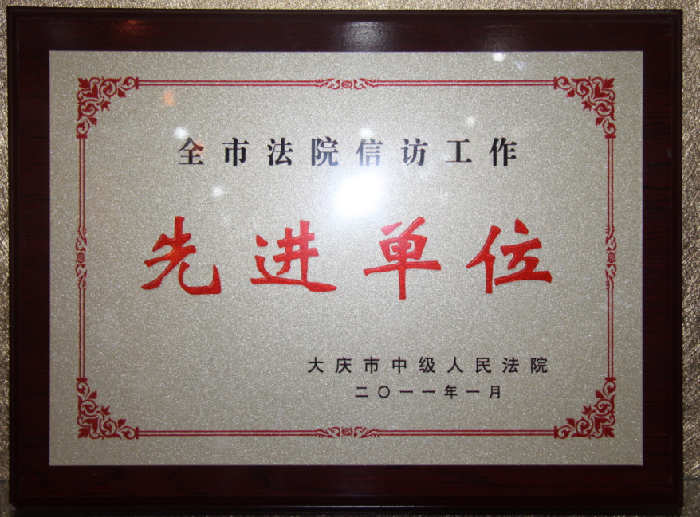 全市法院信访工作
先进单位
大庆市中级人民法院
二〇一一年一月